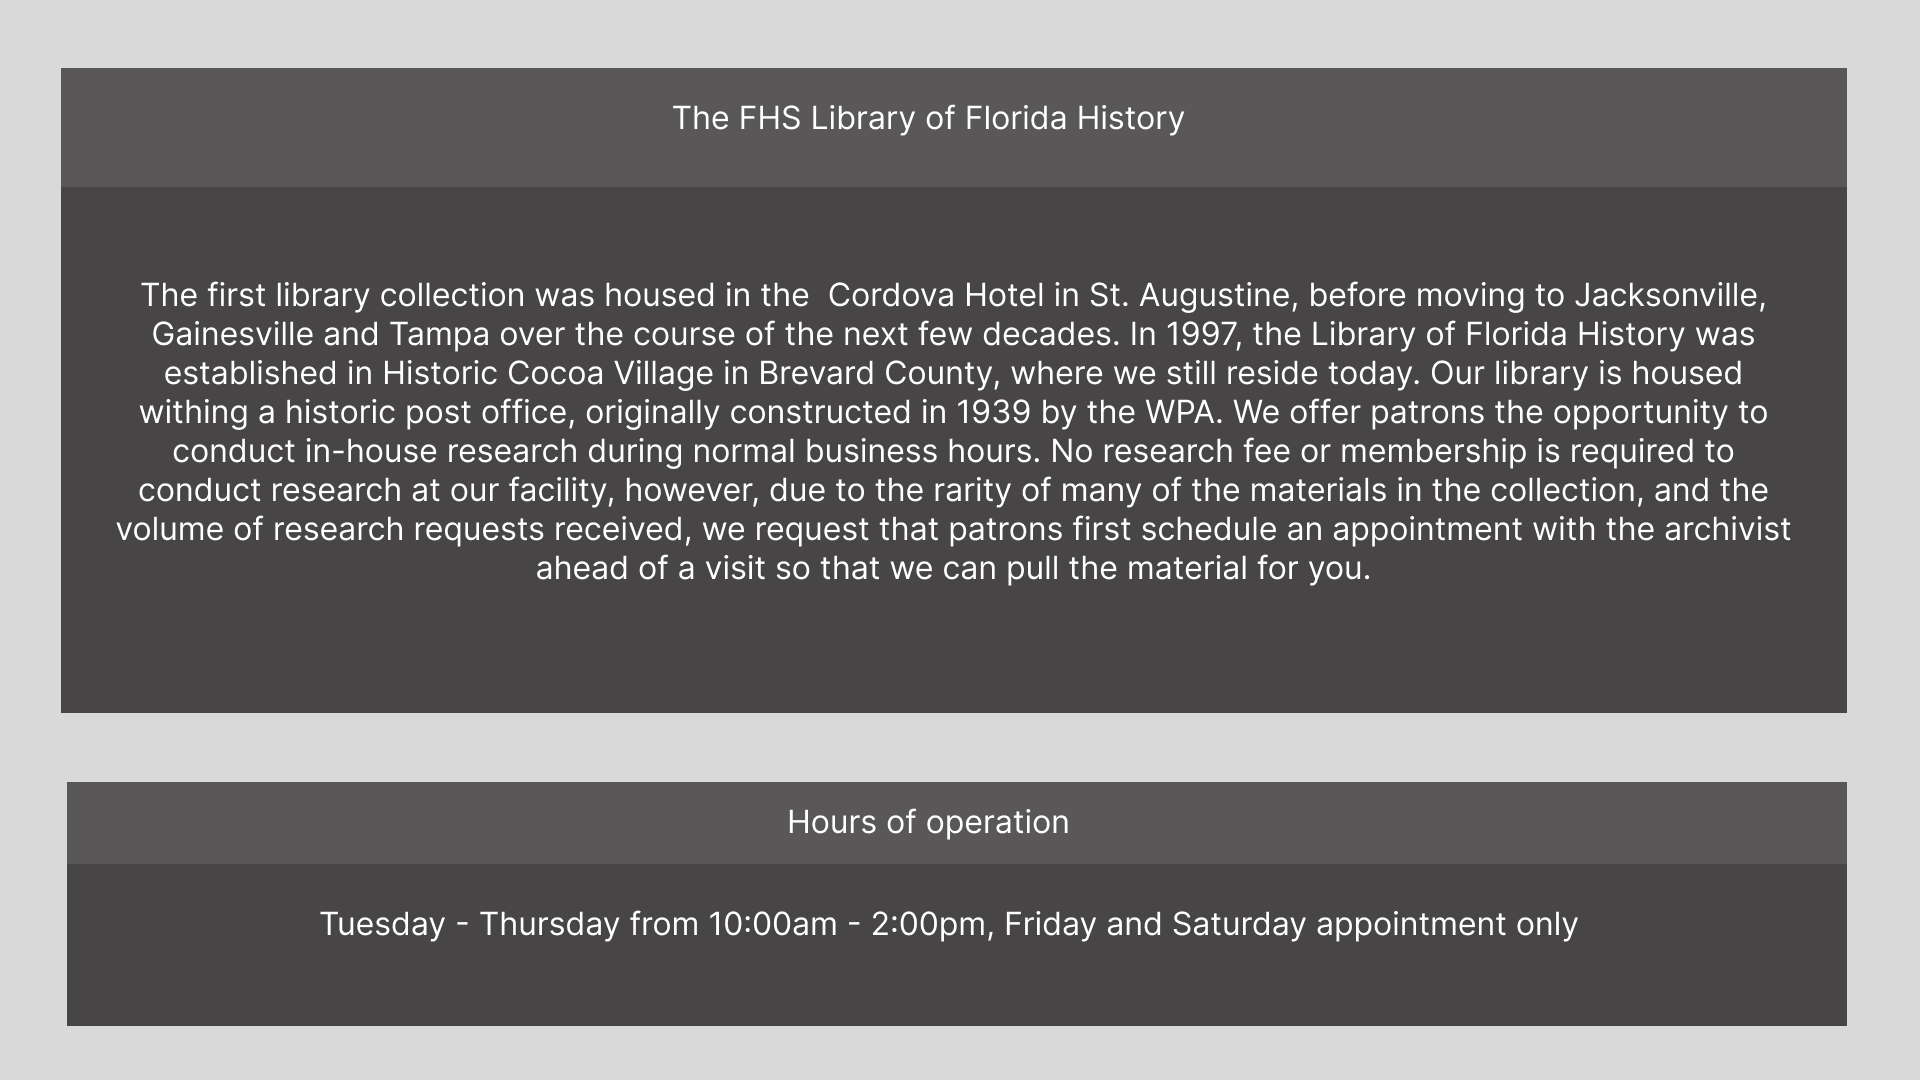 The FHS Library of Florida History
The first library collection was housed in the  Cordova Hotel in St. Augustine, before moving to Jacksonville,
Gainesville and Tampa over the course of the next few decades. In 1997, the Library of Florida History was
established in Historic Cocoa Village in Brevard County, where we still reside today. Our library is housed
withing a historic post office, originally constructed in 1939 by the WPA. We offer patrons the opportunity to
conduct in-house research during normal business hours. No research fee or membership is required to
conduct research at our facility, however, due to the rarity of many of the materials in the collection, and the
volume of research requests received, we request that patrons first schedule an appointment with the archivist
ahead of a visit so that we can pull the material for you.
Hours of operation
Tuesday - Thursday from 10:00am - 2:00pm, Friday and Saturday appointment only